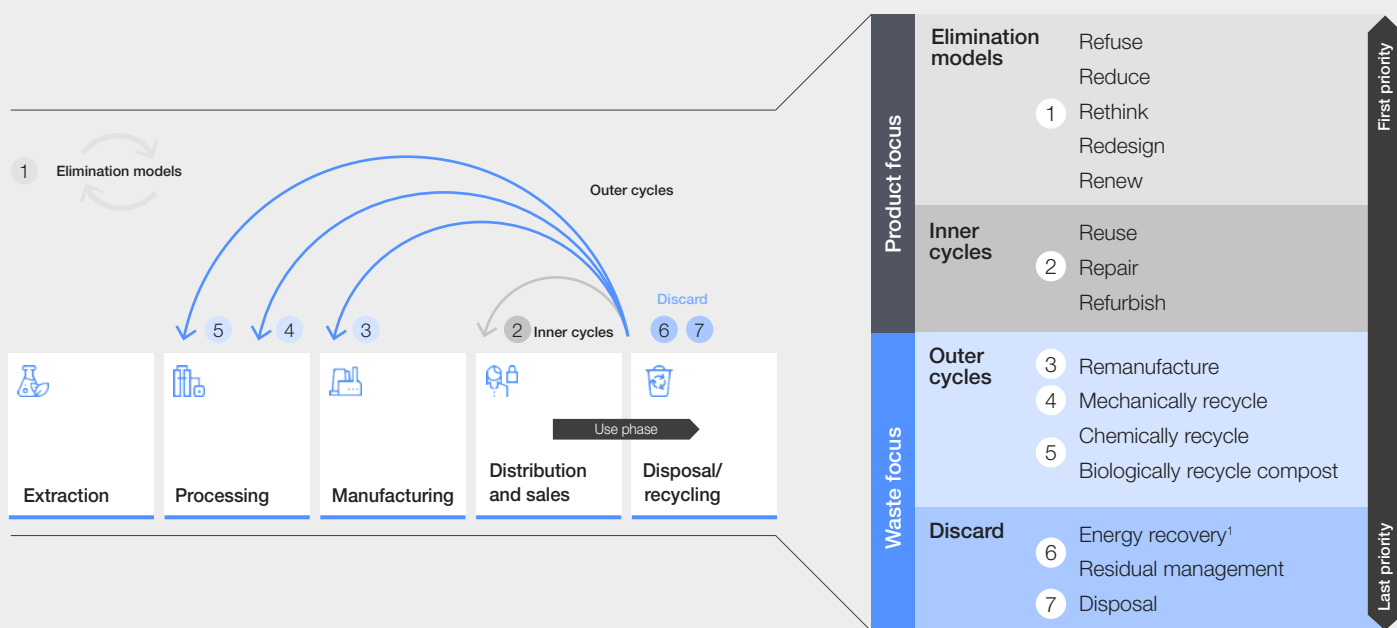 1 Elimination models
Outer cycles
5
4
3
2 Inner cycles
Discard
6 7
Extraction
Processing
Manufacturing
Distribution
and sales
Use phase
Disposal/
recycling
Product focus
Elimination
models
1
Refuse
Reduce
Rethink
Redesign
Renew
Inner
cycles
2
Reuse
Repair
Refurbish
Waste focus
Outer
cycles
3 Remanufacture
4 Mechanically recycle
5
Chemically recycle
Biologically recycle compost
Discard
6
Energy recovery¹
Residual management
7 Disposal
First priority
Last priority